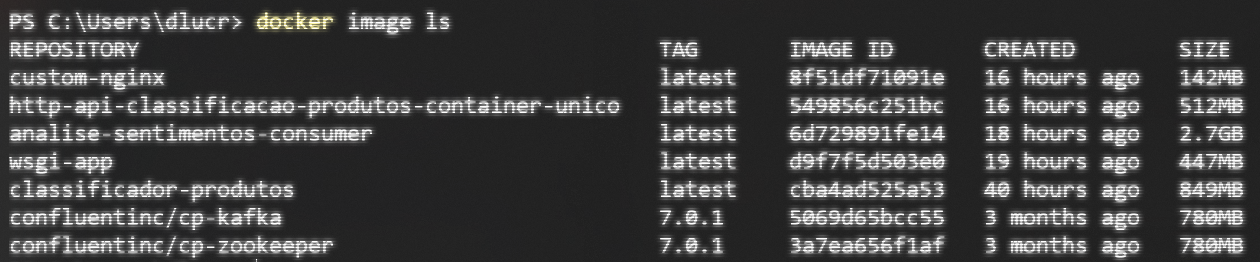 PS C:\Users\dlucr> docker image ls
REPOSITORY TAG IMAGE ID CREATED SIZE
custom-nginx latest 8f51df71091e 16 hours ago 142MB
http-api-classificacao-produtos-container-unico latest 549856c251bc 16 hours ago 512MB
analise-sentimentos-consumer latest 6d729891fe14 18 hours ago 2.7GB
wsgi-app latest d9f7f5d503e0 19 hours ago 447MB
classificador-produtos latest cba4ad525a53 40 hours ago 849MB
confluentinc/cp-kafka 7.0.1 5069d65bcc55 3 months ago 780MB
confluentinc/cp-zookeeper 7.0.1 3a7ea656f1af 3 months ago 780MB